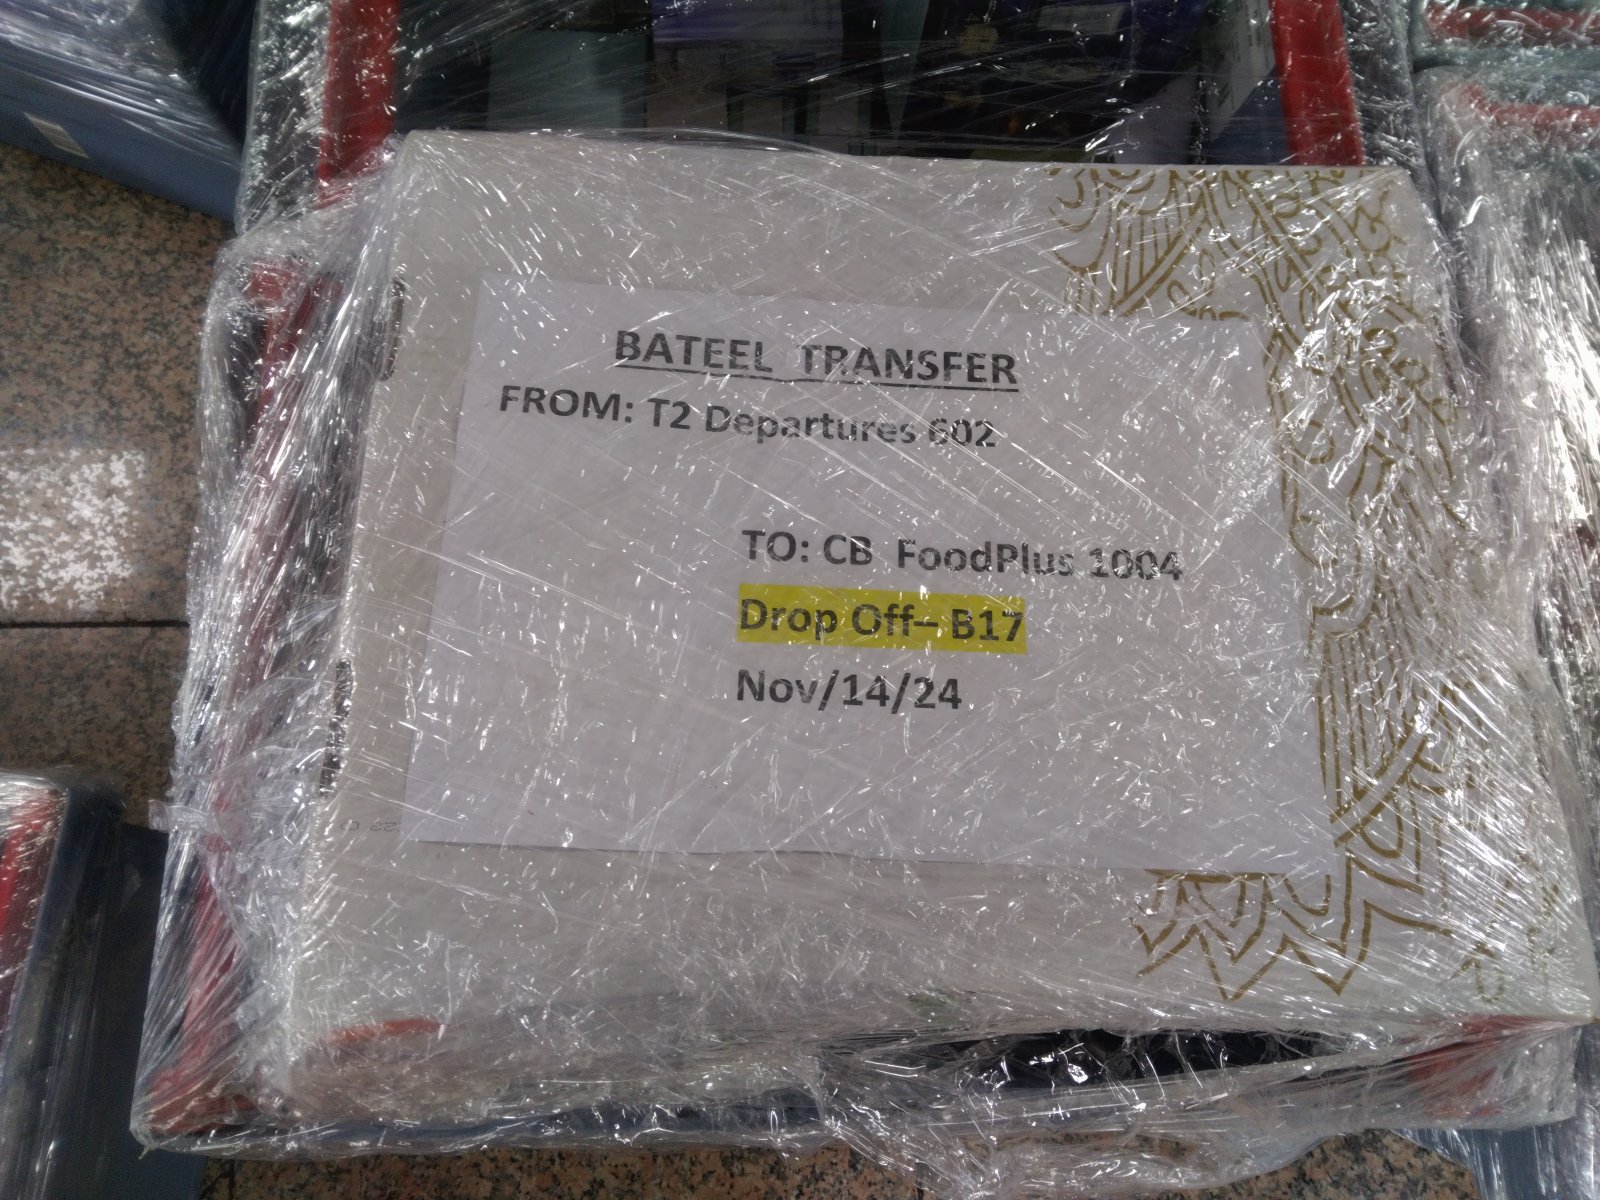 BATEEL TRANSFER
FROM: T2 Departures 602
TO: CB FoodPlus 1004
Drop Off– B17
Nov/14/24